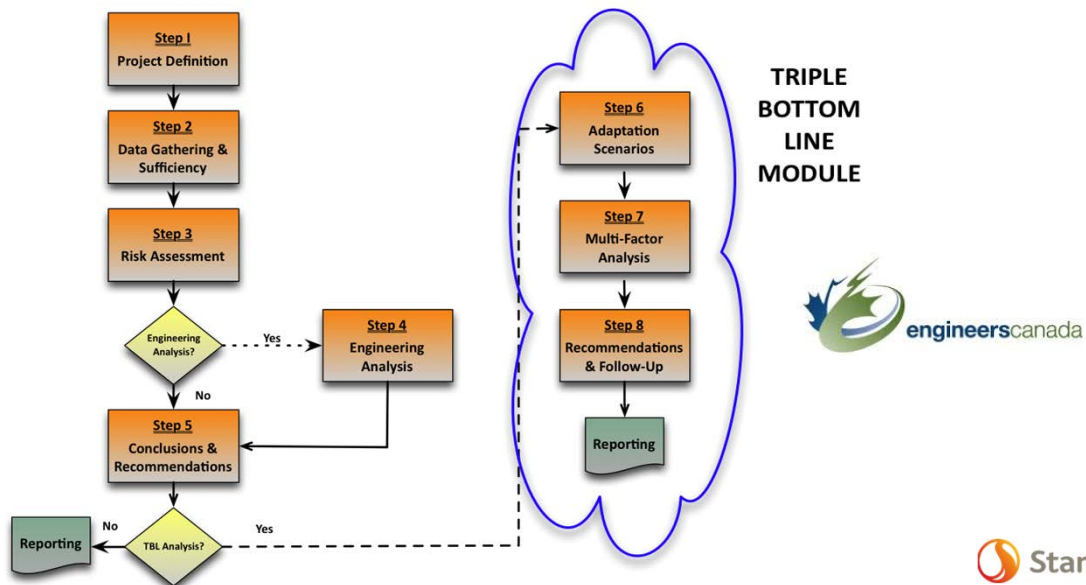 Step 1
Project Definition
Step 2
Data Gathering &
Sufficiency
Step 3
Risk Assessment
Engineering
Analysis?
Yes
No
Step 4
Engineering
Analysis
Step 5
Conclusions &
Recommendations
TBL Analysis?
No
Yes
Reporting
Step 6
Adaptation
Scenarios
Step 7
Multi-Factor
Analysis
Step 8
Recommendations
& Follow-Up
Reporting
TRIPLE
BOTTOM
LINE
MODULE
engineerscanada